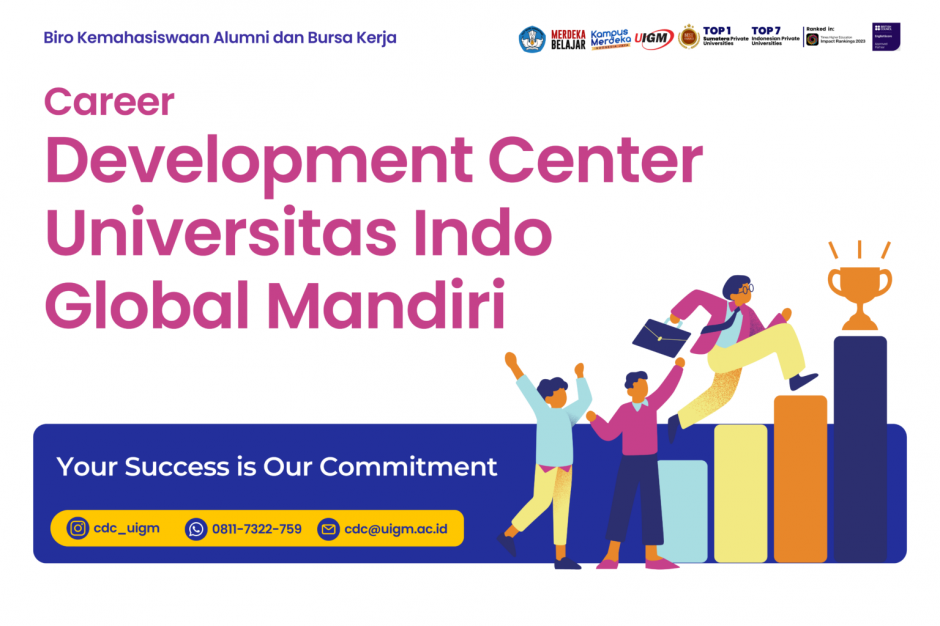 Biro Kemahasiswaan Alumni dan Bursa Kerja
MERDEKA
BELAJAR
Kampus
Merdeka
INDONESIA JAYA
UIGM
TOP 1
Sumatera Private
Universities
TOP 7
Indonesian Private
Universities
Ranked in:
Impact Rankings 2023
Career
Development Center
Universitas Indo
Global Mandiri
Your Success is Our Commitment
cdc_uigm
0811-7322-759
cdc@uigm.ac.id